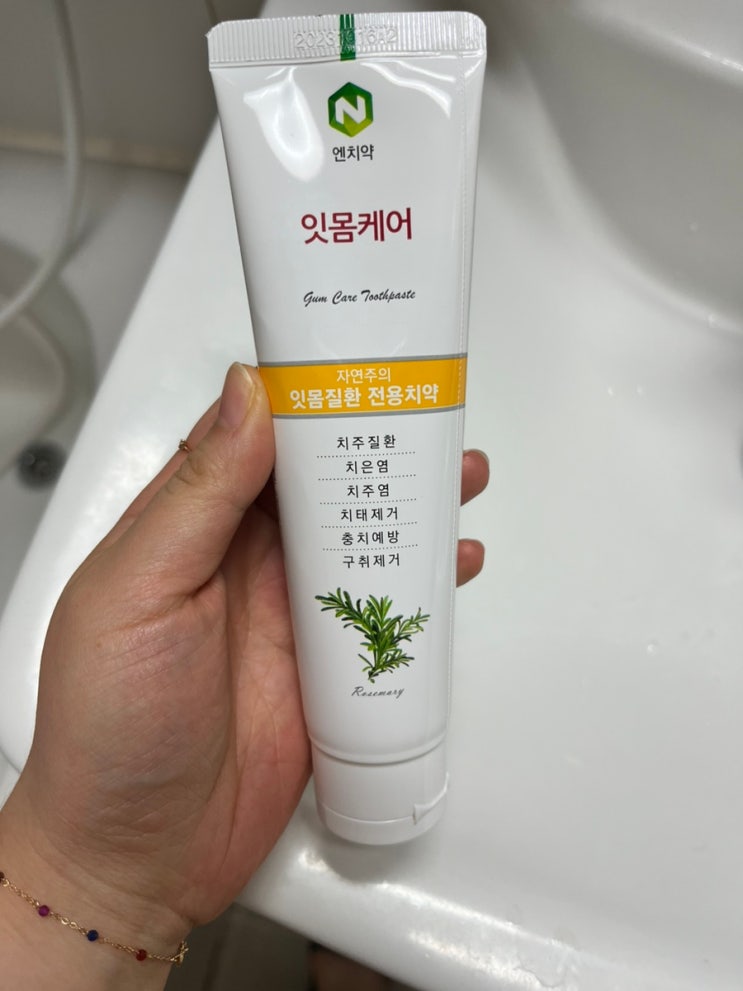 N
엔치약
잇몸케어
Gum Care Toothpaste
자연주의
잇몸질환 전용치약
치주질환
치은염
치주염
치태제거
충치예방
구취제거
Rosemary